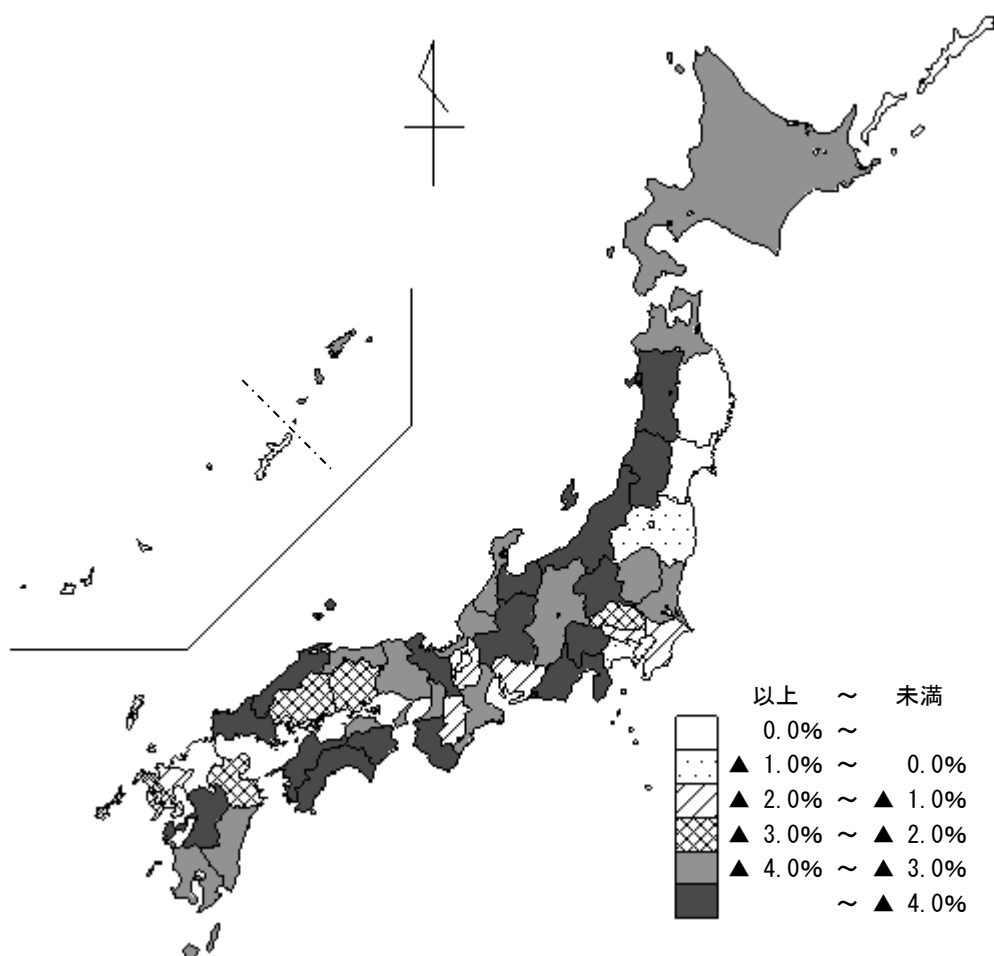 以上 ～ 未満
0.0% ～
▲ 1.0% ～ 0.0%
▲ 2.0% ～ ▲ 1.0%
▲ 3.0% ～ ▲ 2.0%
▲ 4.0% ～ ▲ 3.0%
～ ▲ 4.0%